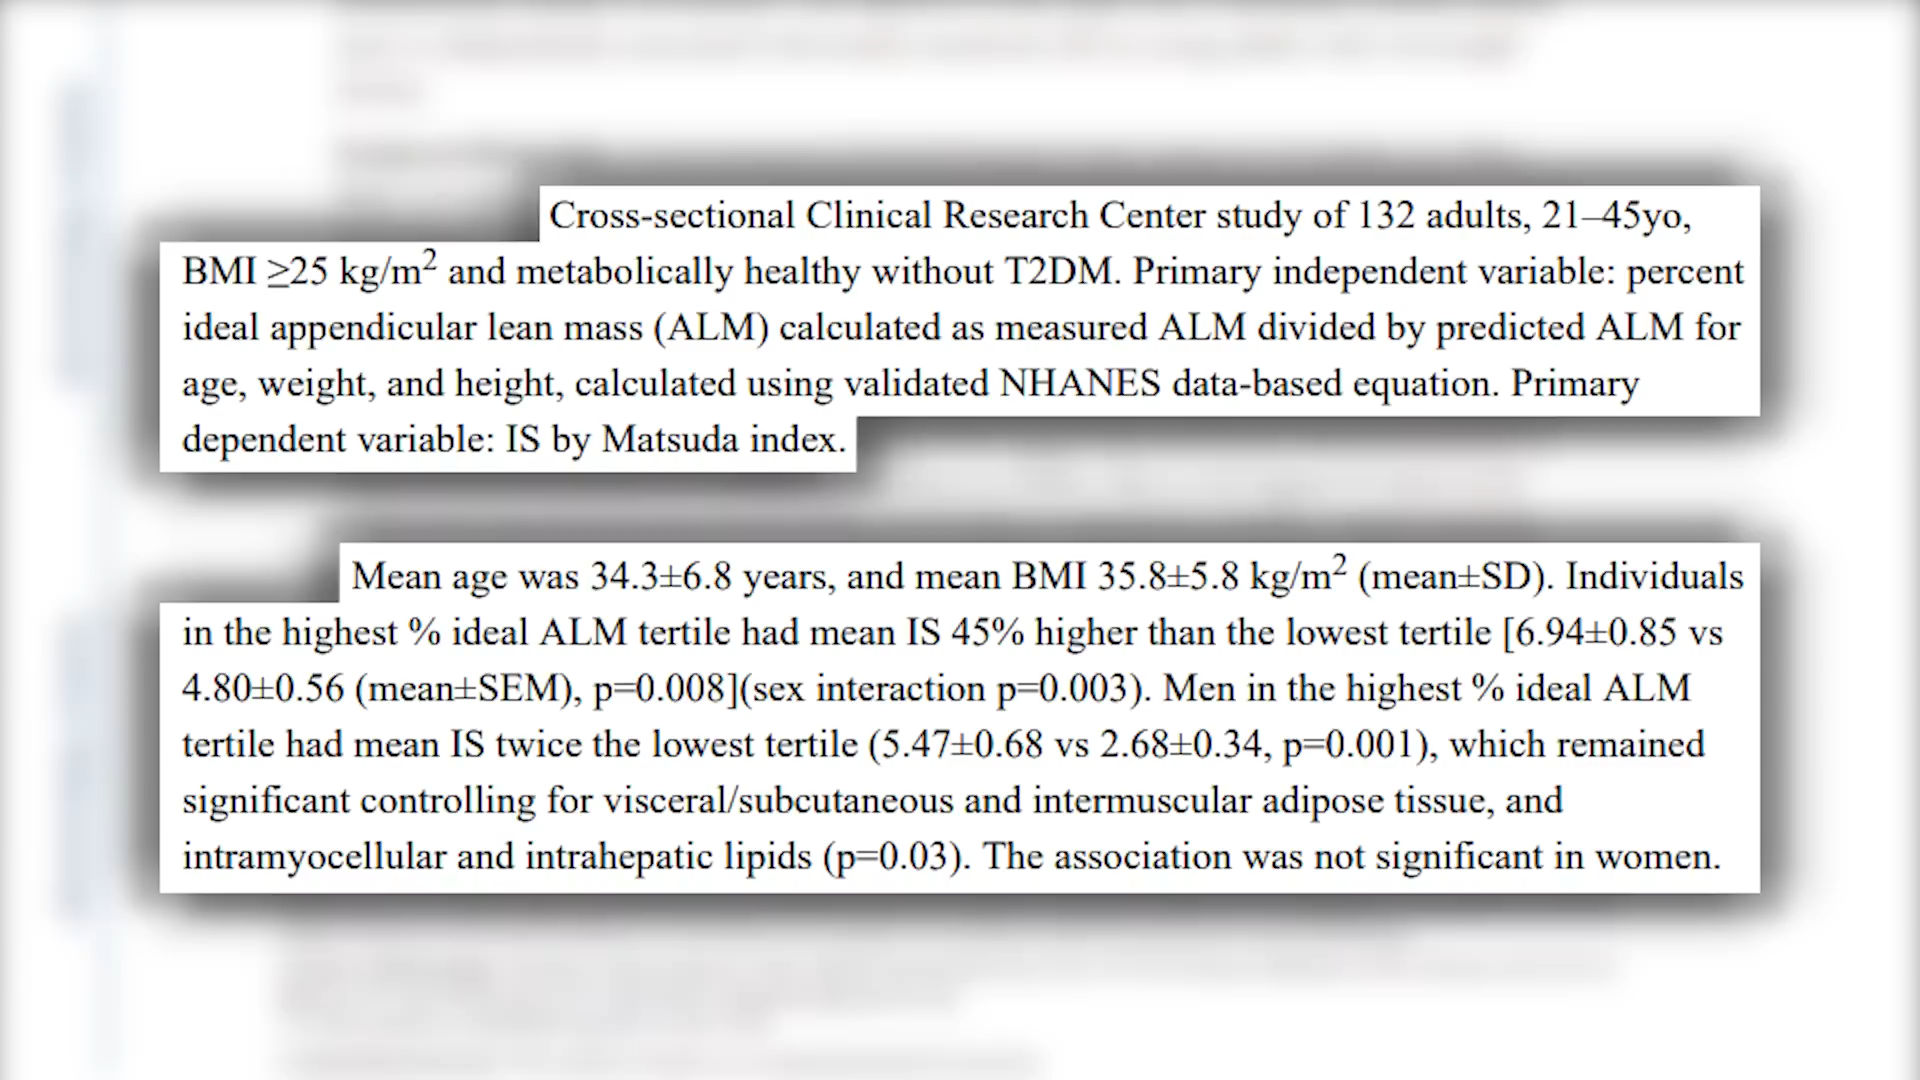 Cross-sectional Clinical Research Center study of 132 adults, 21–45yo,
BMI ≥25 kg/m² and metabolically healthy without T2DM. Primary independent variable: percent
ideal appendicular lean mass (ALM) calculated as measured ALM divided by predicted ALM for
age, weight, and height, calculated using validated NHANES data-based equation. Primary
dependent variable: IS by Matsuda index.
Mean age was 34.3±6.8 years, and mean BMI 35.8±5.8 kg/m² (mean±SD). Individuals
in the highest % ideal ALM tertile had mean IS 45% higher than the lowest tertile [6.94±0.85 vs
4.80±0.56 (mean±SEM), p=0.008](sex interaction p=0.003). Men in the highest % ideal ALM
tertile had mean IS twice the lowest tertile (5.47±0.68 vs 2.68±0.34, p=0.001), which remained
significant controlling for visceral/subcutaneous and intermuscular adipose tissue, and
intramyocellular and intrahepatic lipids (p=0.03). The association was not significant in women.